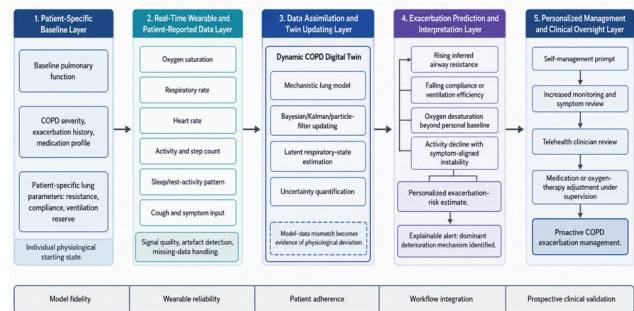 1. Patient-Specific
Baseline Layer
Baseline pulmonary
function
COPD severity,
exacerbation history,
medication profile
Patient-specific lung
parameters: resistance,
compliance, ventilation
reserve
Individual physiological
starting state.
2. Real-Time Wearable and
Patient-Reported Data Layer
Oxygen saturation
Respiratory rate
Heart rate
Activity and step count
Sleep/rest-activity pattern
Cough and symptom input
Signal quality, artefact detection,
missing-data handling.
3. Data Assimilation and
Twin Updating Layer
Dynamic COPD Digital Twin
Mechanistic lung model
Bayesian/Kalman/particle-
filter updating
Latent respiratory-state
estimation
Uncertainty quantification
Model–data mismatch becomes
evidence of physiological deviation.
4. Exacerbation Prediction and
Interpretation Layer
Rising inferred
airway resistance
Falling compliance or
ventilation efficiency
Oxygen desaturation
beyond personal baseline
Activity decline with
symptom-aligned
instability
Personalized exacerbation-
risk estimate.
Explainable alert: dominant
deterioration mechanism identified.
5. Personalized Management
and Clinical Oversight Layer
Self-management prompt
Increased monitoring and
symptom review
Telehealth clinician review
Medication or oxygen-
therapy adjustment under
supervision
Proactive COPD
exacerbation management.
Model fidelity
Wearable reliability
Patient adherence
Workflow integration
Prospective clinical validation